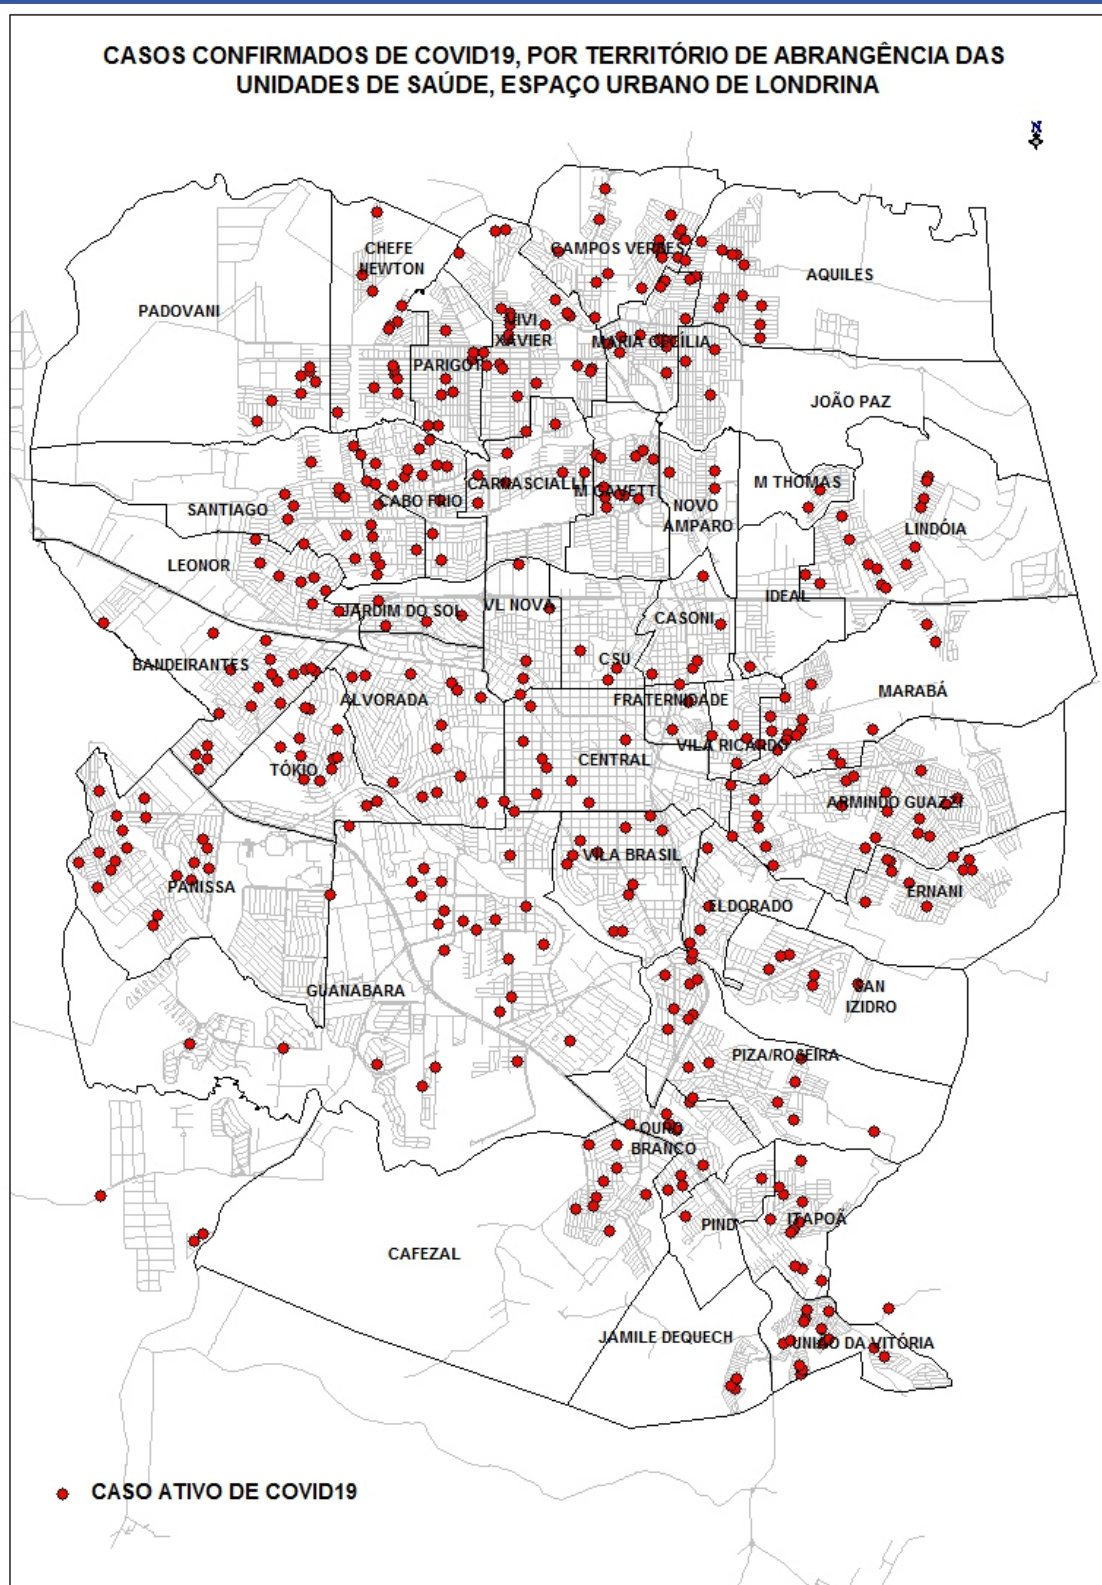 CASOS CONFIRMADOS DE COVID19, POR TERRITÓRIO DE ABRANGÊNCIA DAS
UNIDADES DE SAÚDE, ESPAÇO URBANO DE LONDRINA
N
CHEFE
NEWTON
CAMPOS VERDES
AQUILES
PADOVANI
VIVI
XAVIER
MARIA CECILIA
PARIGOT
JOÃO PAZ
CARNASCIALLI
M THOMAS
M GAVETTI
CABO FRIO
SANTIAGO
NOVO
AMPARO
LINDÓIA
LEONOR
IDEAL
JARDIM DO SOL
VL NOVA
CASONI
CSU
BANDEIRANTES
ALVORADA
FRATERNIDADE
MARABÁ
VILA RICARDO
CENTRAL
TÓKIO
ARMINDO GUAZZI
VILA BRASIL
PANISSA
ERNANI
ELDORADO
GUANABARA
SAN
IZIDRO
PIZA/ROSEIRA
OURO
BRANCO
PIND
ITAPOÃ
CAFEZAL
JAMILE DEQUECH
UNIÃO DA VITÓRIA
CASO ATIVO DE COVID19